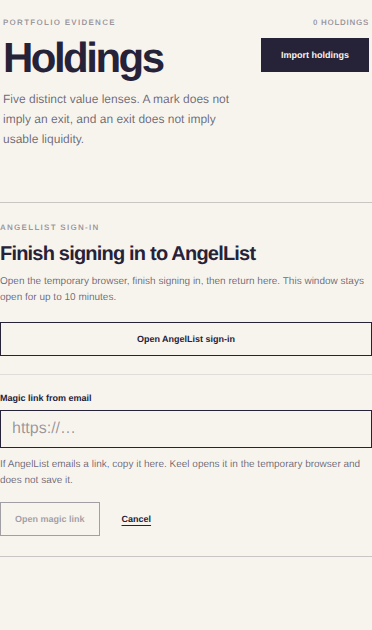 PORTFOLIO EVIDENCE
0 HOLDINGS
Holdings
Import holdings
Five distinct value lenses. A mark does not
imply an exit, and an exit does not imply
usable liquidity.
ANGELLIST SIGN-IN
Finish signing in to AngelList
Open the temporary browser, finish signing in, then return here. This window stays
open for up to 10 minutes.
Open AngelList sign-in
Magic link from email
https://…
If AngelList emails a link, copy it here. Keel opens it in the temporary browser and
does not save it.
Open magic link
Cancel